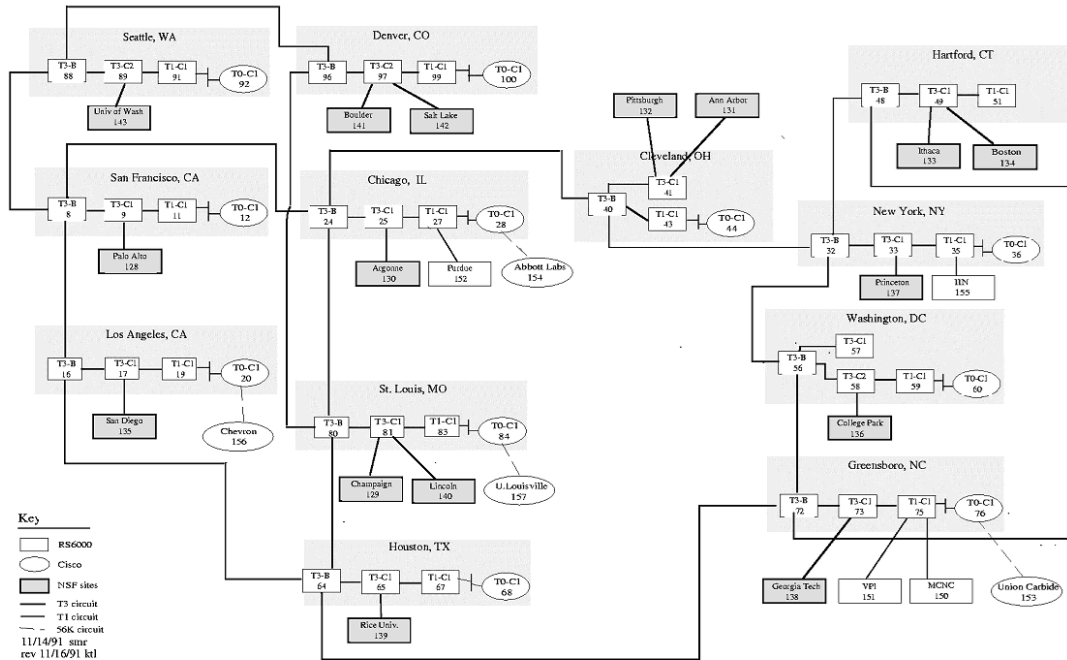 Seattle, WA
T3-B
88
T3-C2
89
T1-C1
91
T0-C1
92
Univ of Wash
143
Denver, CO
T3-B
96
T3-C2
97
T1-C1
99
T0-C1
100
Boulder
141
Salt Lake
142
Hartford, CT
T3-B
48
T3-C1
49
T1-C1
51
Ithaca
133
Boston
134
Pittsburgh
132
Ann Arbor
131
Cleveland, OH
T3-B
40
T3-C1
41
T1-C1
43
T0-C1
44
San Francisco, CA
T3-B
8
T3-C1
9
T1-C1
11
T0-C1
12
Palo Alto
128
Chicago, IL
T3-B
24
T3-C1
25
T1-C1
27
T0-C1
28
Argonne
130
Purdue
152
Abbott Labs
154
New York, NY
T3-B
32
T3-C1
33
T1-C1
35
T0-C1
36
Princeton
137
155
Washington, DC
T3-B
56
T3-C1
57
T3-C2
58
T1-C1
59
T0-C1
60
College Park
136
Los Angeles, CA
T3-B
16
T3-C1
17
T1-C1
19
T0-C1
20
San Diego
135
Chevron
156
St. Louis, MO
T3-B
80
T3-C1
81
T1-C1
83
T0-C1
84
Champaign
129
Lincoln
140
U.Louisville
157
Greensboro, NC
T3-B
72
T3-C1
73
T1-C1
75
T0-C1
76
Georgia Tech
138
VPI
151
MCNC
150
Union Carbide
153
Houston, TX
T3-B
64
T3-C1
65
T1-C1
67
T0-C1
68
Rice Univ.
139
Key
RS6000
Cisco
NSF sites
T3 circuit
T1 circuit
56K circuit
11/14/91 smr
rev 11/16/91 ktl